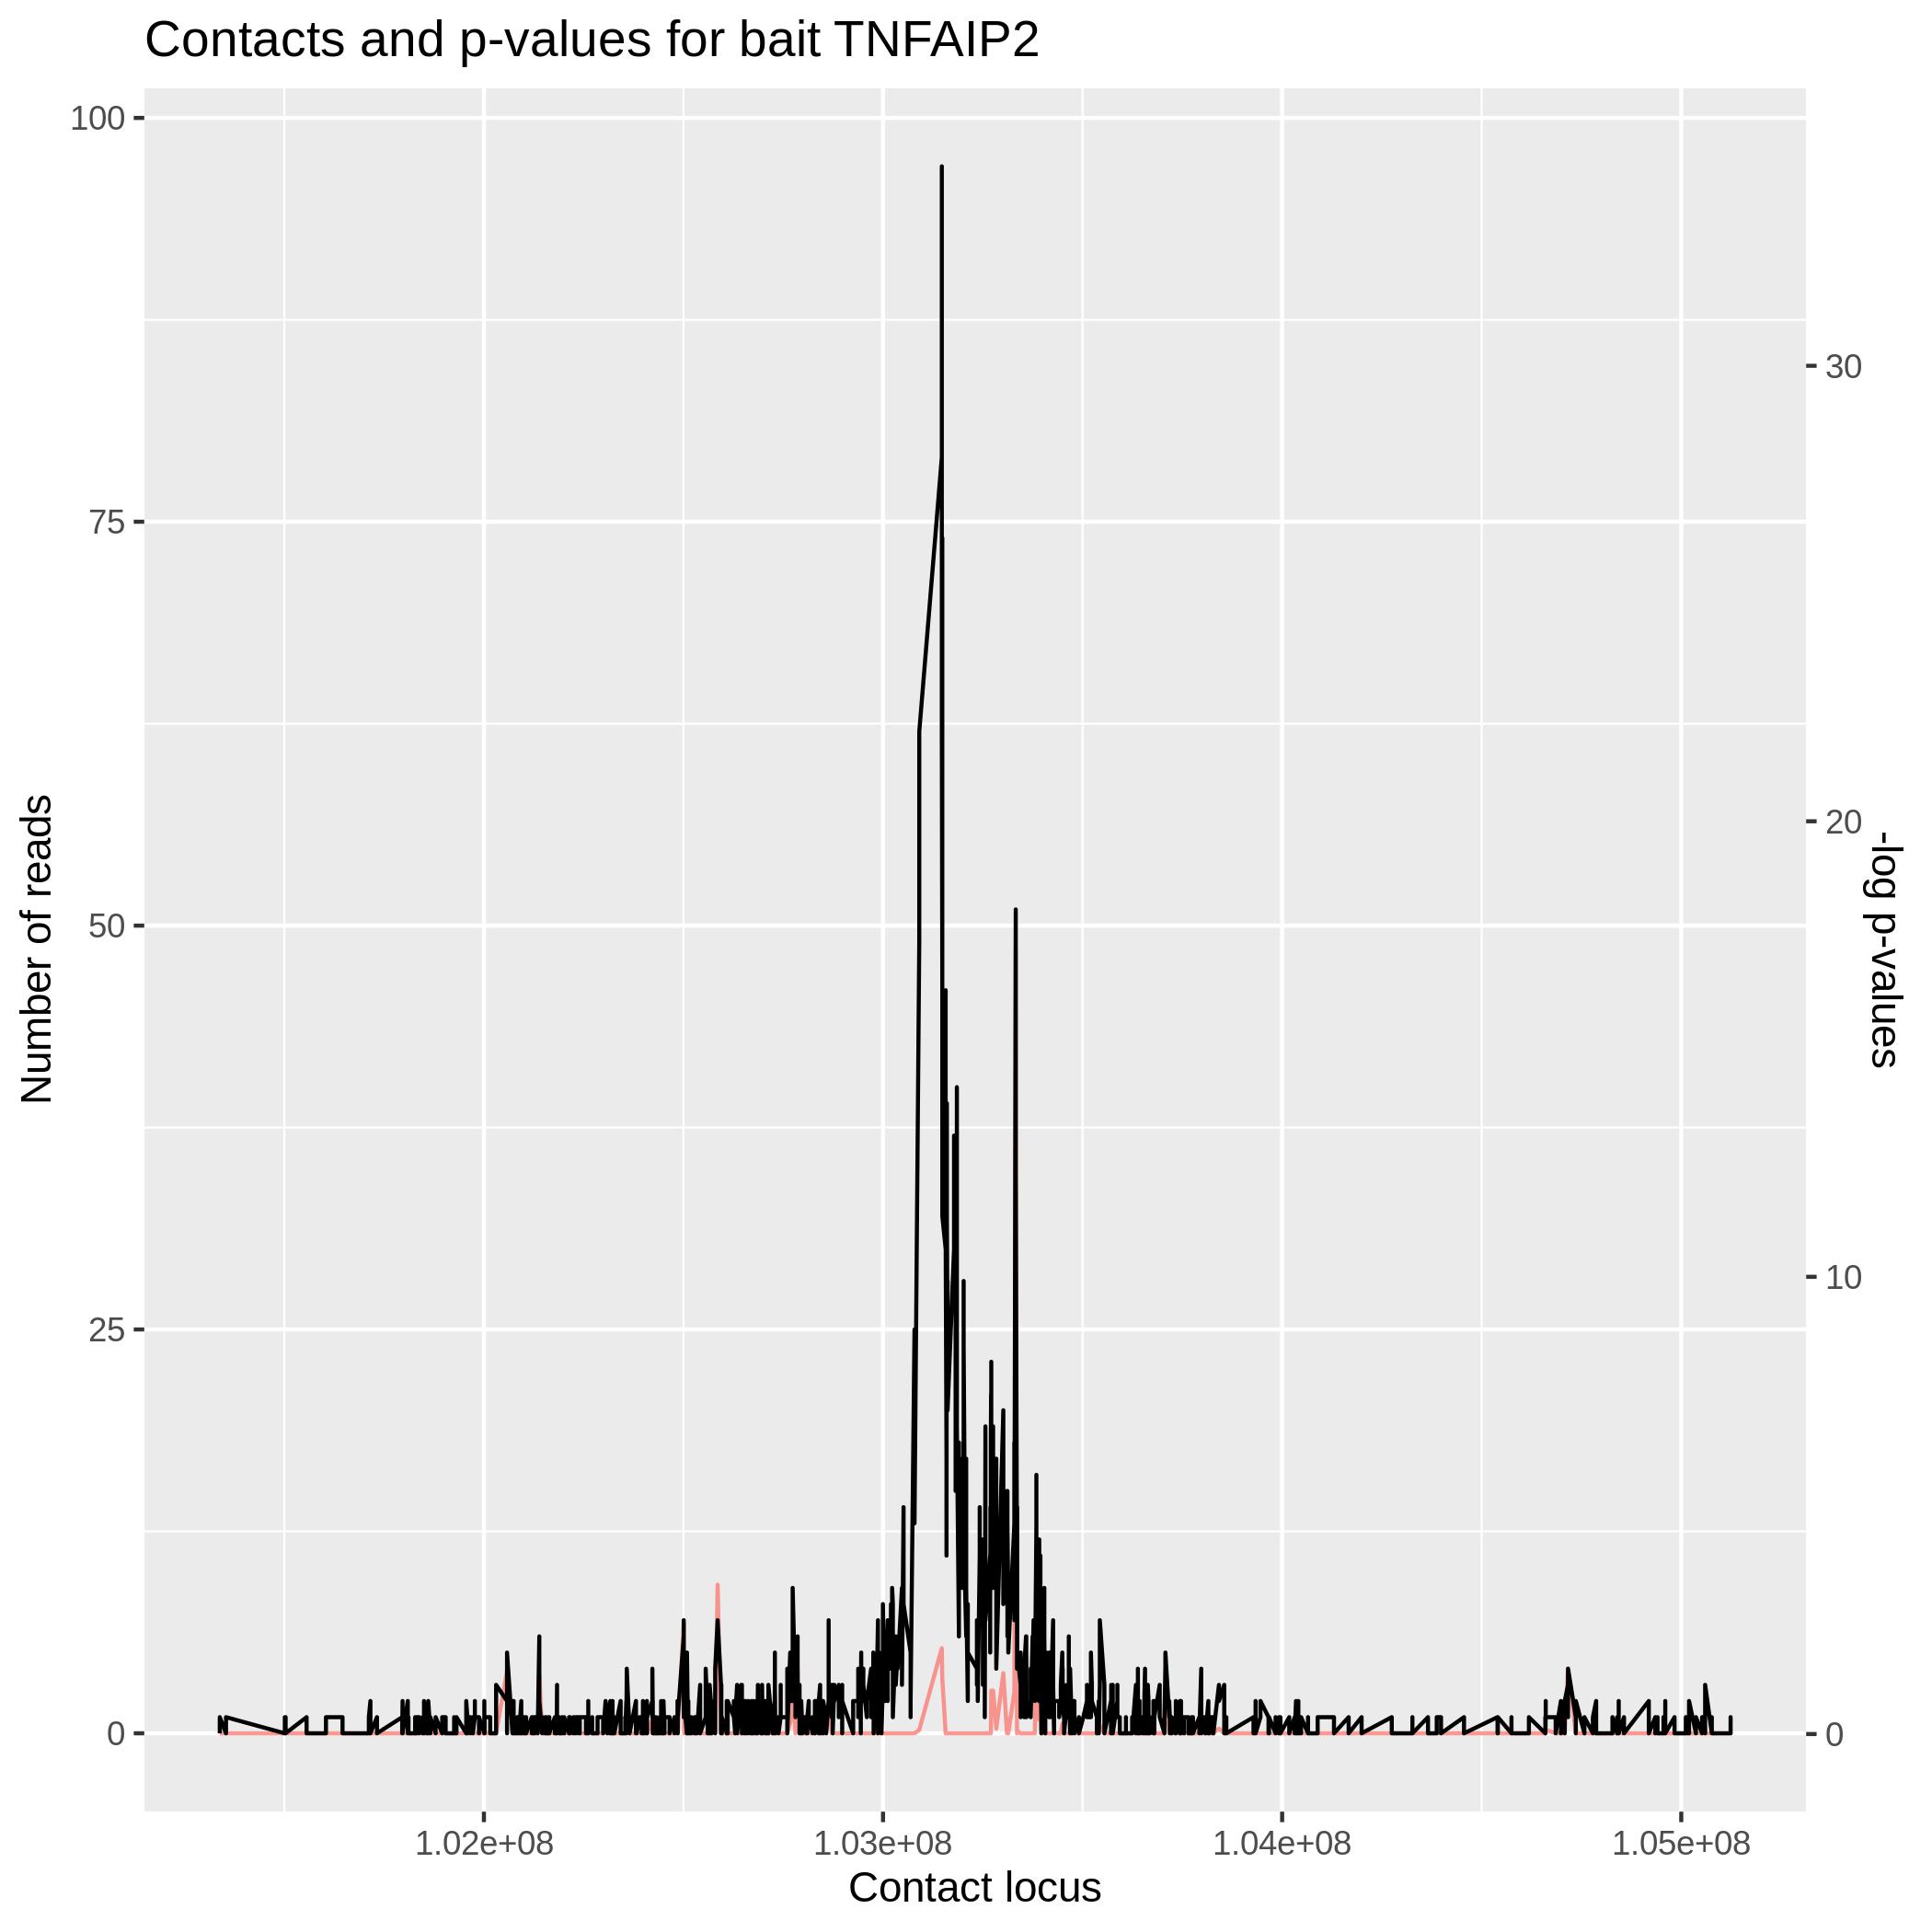 Contacts and p-values for bait TNFAIP2
100
75
50
25
0
Number of reads
30
20
10
0
-log p-values
1.02e+08
1.03e+08
1.04e+08
1.05e+08
Contact locus